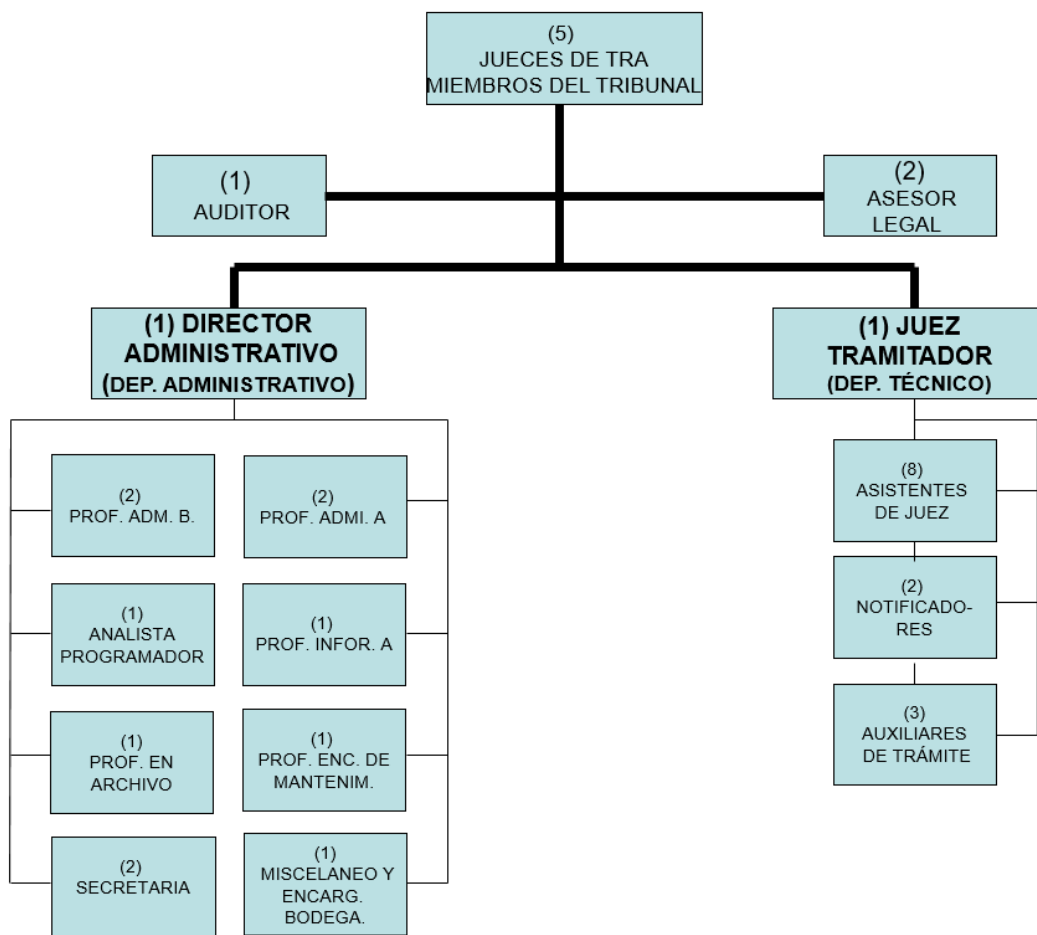 (5)
JUECES DE TRA
MIEMBROS DEL TRIBUNAL
(1)
AUDITOR
(2)
ASESOR
LEGAL
(1) DIRECTOR
ADMINISTRATIVO
(DEP. ADMINISTRATIVO)
(1) JUEZ
TRAMITADOR
(DEP. TÉCNICO)
(2)
PROF. ADM. B.
(2)
PROF. ADMI. A
(8)
ASISTENTES
DE JUEZ
(1)
ANALISTA
PROGRAMADOR
(1)
PROF. INFOR. A
(2)
NOTIFICADO-
RES
(1)
PROF. EN
ARCHIVO
(1)
PROF. ENC. DE
MANTENIM.
(3)
AUXILIARES
DE TRÁMITE
(2)
SECRETARIA
(1)
MISCELANEO Y
ENCARG.
BODEGA.